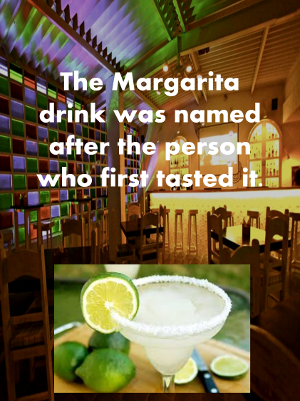 The Margarita
drink was named
after the person
who first tasted it.